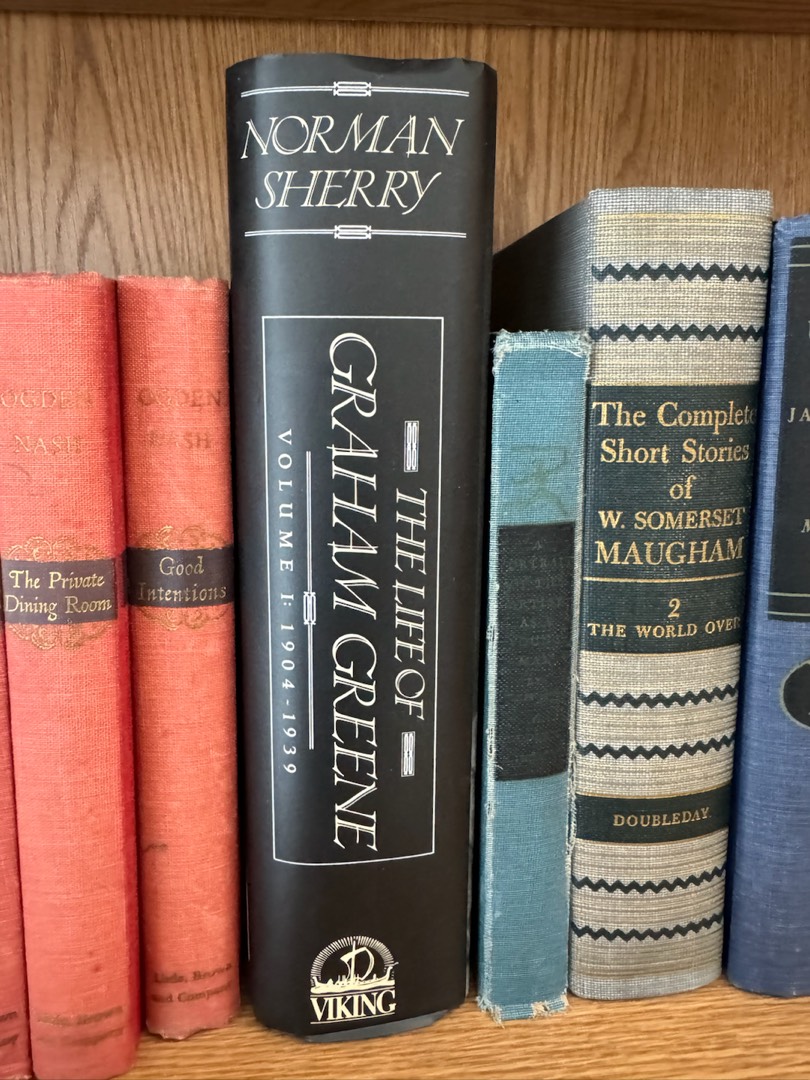 NASH
The Private
Dining Room
OGDEN
NASH
Good
Intentions
Little, Brown
and Company
NORMAN
SHERRY
THE LIFE OF
GRAHAM GREENE
VOLUME I: 1904-1939
VIKING
The Complete
Short Stories
of
W. SOMERSET
MAUGHAM
2
THE WORLD OVER
DOUBLEDAY
JA
M